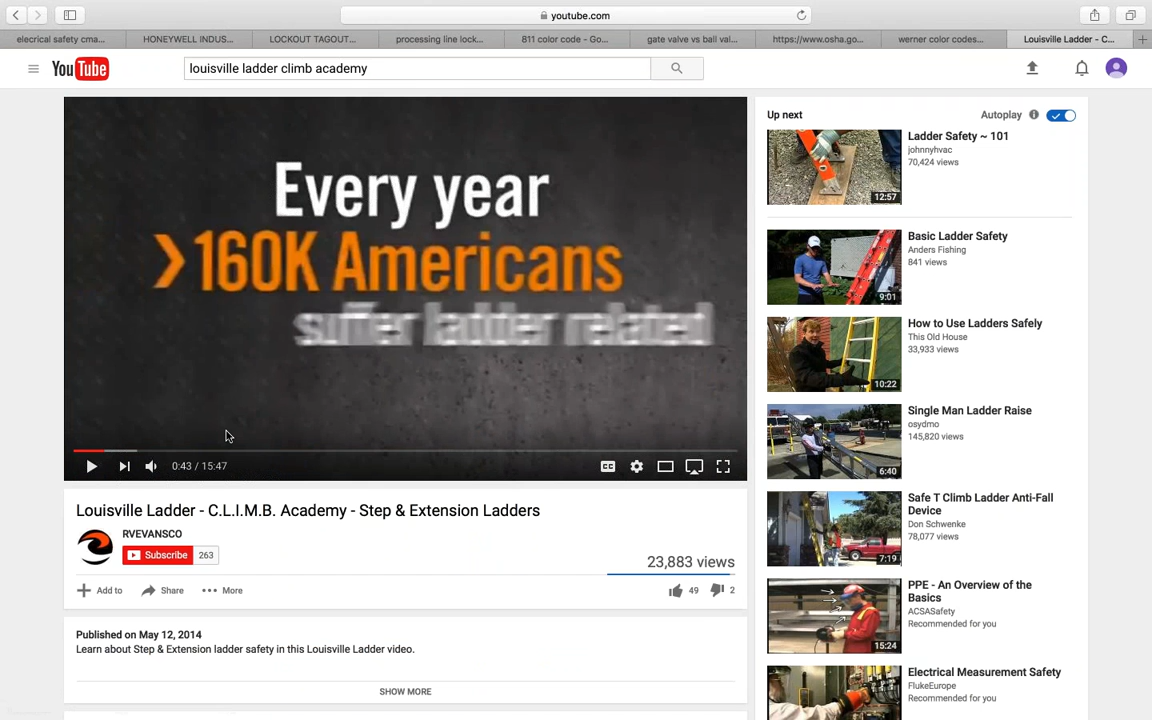 youtube.com
elecrical safety cma...
HONEYWELL INDUS...
LOCKOUT TAGOUT...
processing line lock...
811 color code - Go...
gate valve vs ball val...
https://www.osha.go...
werner color codes...
Louisville Ladder - C...
YouTube
louisville ladder climb academy
Every year
160K Americans
suffer ladder related
0:43 / 15:47
CC
Louisville Ladder - C.L.I.M.B. Academy - Step & Extension Ladders
RVEVANSCO
Subscribe 263
23,883 views
Add to Share More
49 2
Published on May 12, 2014
Learn about Step & Extension ladder safety in this Louisville Ladder video.
SHOW MORE
Up next
Autoplay
Ladder Safety ~ 101
johnnyhvac
70,424 views
12:57
Basic Ladder Safety
Anders Fishing
841 views
9:01
How to Use Ladders Safely
This Old House
33,933 views
10:22
Single Man Ladder Raise
osydmo
145,820 views
6:40
Safe T Climb Ladder Anti-Fall
Device
Don Schwenke
78,077 views
7:19
PPE - An Overview of the
Basics
ACSASafety
Recommended for you
15:24
Electrical Measurement Safety
FlukeEurope
Recommended for you